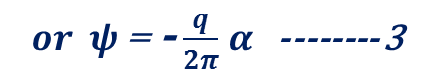 or ψ = - q/2π α --------3